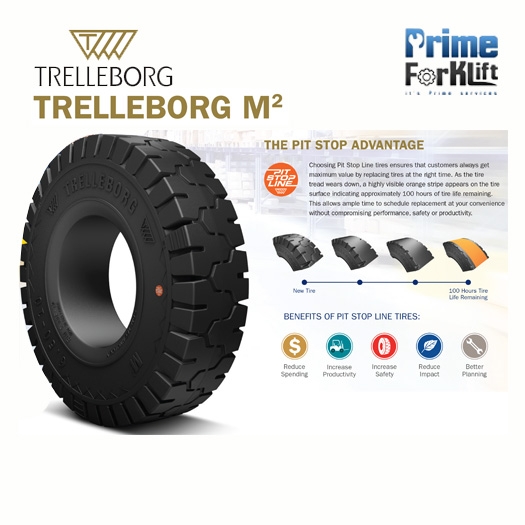 TRELLEBORG
Prime
ForKlift
it's Prime services
TRELLEBORG M²
THE PIT STOP ADVANTAGE
PIT
STOP
LINE
Choosing Pit Stop Line tires ensures that customers always get
maximum value by replacing tires at the right time. As the tire
tread wears down, a highly visible orange stripe appears on the tire
surface indicating approximately 100 hours of tire life remaining.
This allows ample time to schedule replacement at your convenience
without compromising performance, safety or productivity.
TRELLEBORG
New Tire
100 Hours Tire
Life Remaining
BENEFITS OF PIT STOP LINE TIRES:
$
Reduce
Spending
Increase
Productivity
Increase
Safety
Reduce
Impact
Better
Planning